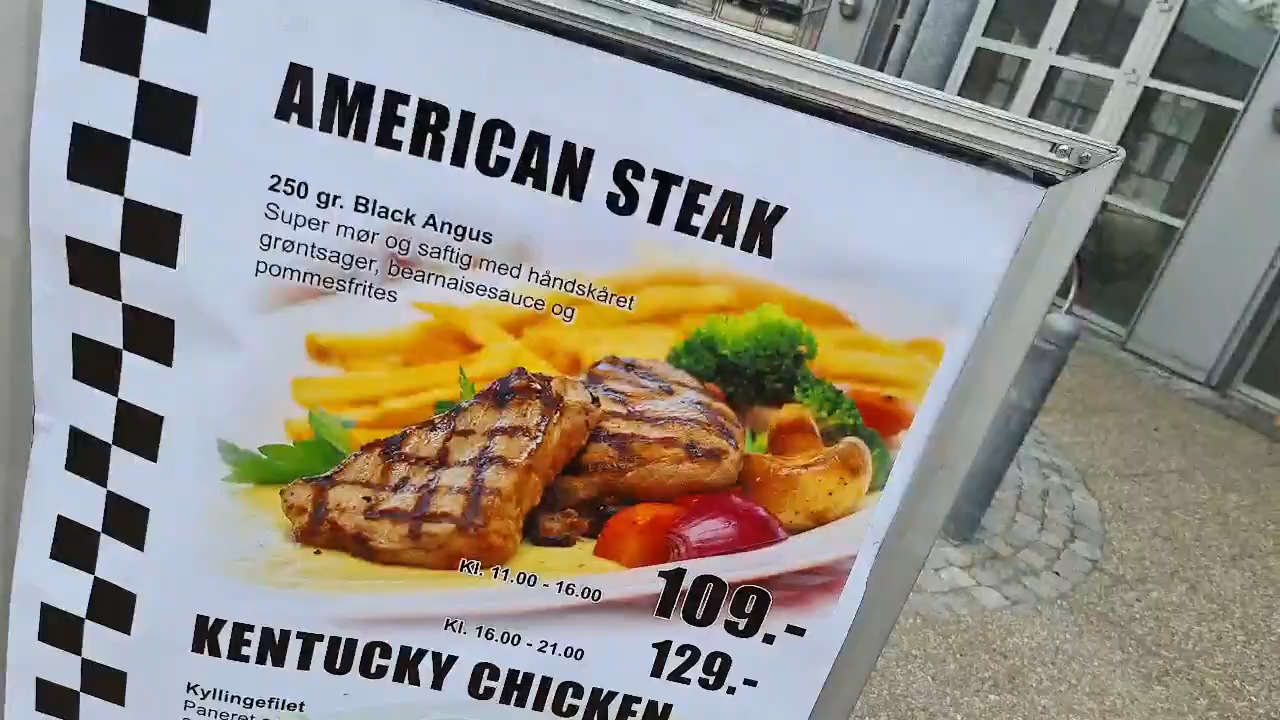 AMERICAN STEAK
250 gr. Black Angus
Super mør og saftig med håndskåret
grøntsager, bearnaisesauce og
pommesfrites
Kl. 11.00 - 16.00 109.-
Kl. 16.00 - 21.00 129.-
KENTUCKY CHICKEN
Kyllingefilet
Paneret